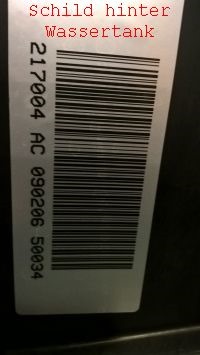 Schild hinter
Wassertank
217004 AC 090206 50034